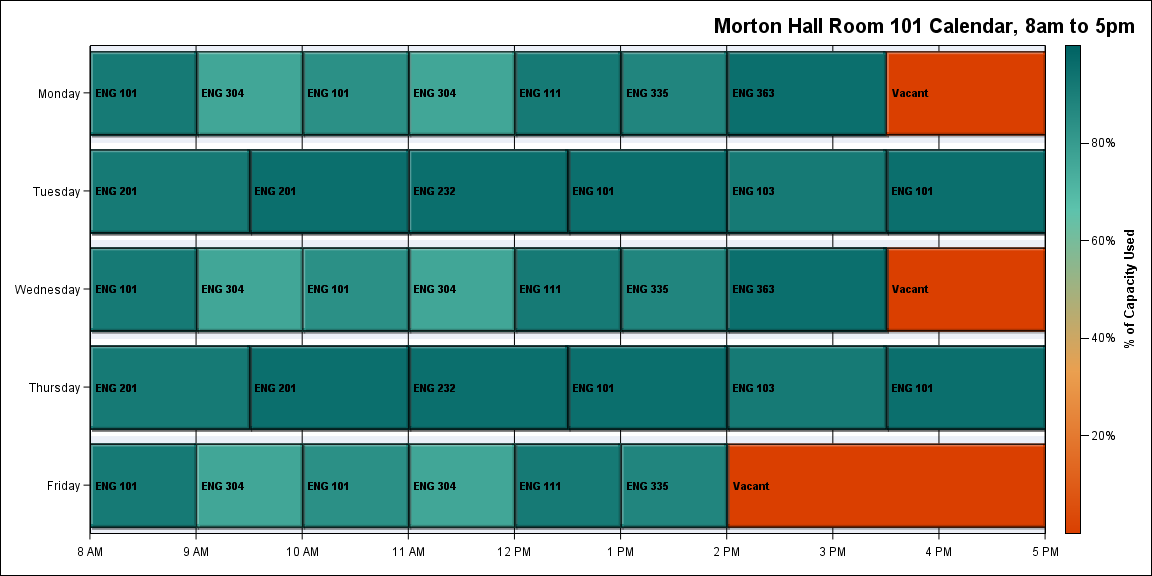 Morton Hall Room 101 Calendar, 8am to 5pm
Monday
ENG 101
ENG 304
ENG 101
ENG 304
ENG 111
ENG 335
ENG 363
Vacant
Tuesday
ENG 201
ENG 201
ENG 232
ENG 101
ENG 103
ENG 101
Wednesday
ENG 101
ENG 304
ENG 101
ENG 304
ENG 111
ENG 335
ENG 363
Vacant
Thursday
ENG 201
ENG 201
ENG 232
ENG 101
ENG 103
ENG 101
Friday
ENG 101
ENG 304
ENG 101
ENG 304
ENG 111
ENG 335
Vacant
8 AM
9 AM
10 AM
11 AM
12 PM
1 PM
2 PM
3 PM
4 PM
5 PM
80%
60%
40%
20%
% of Capacity Used